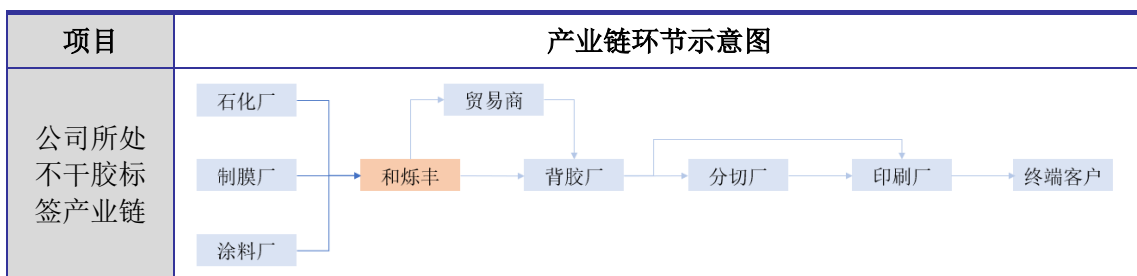 项目
产业链环节示意图
公司所处
不干胶标
签产业链
石化厂
贸易商
制膜厂
和烁丰
背胶厂
分切厂
印刷厂
终端客户
涂料厂